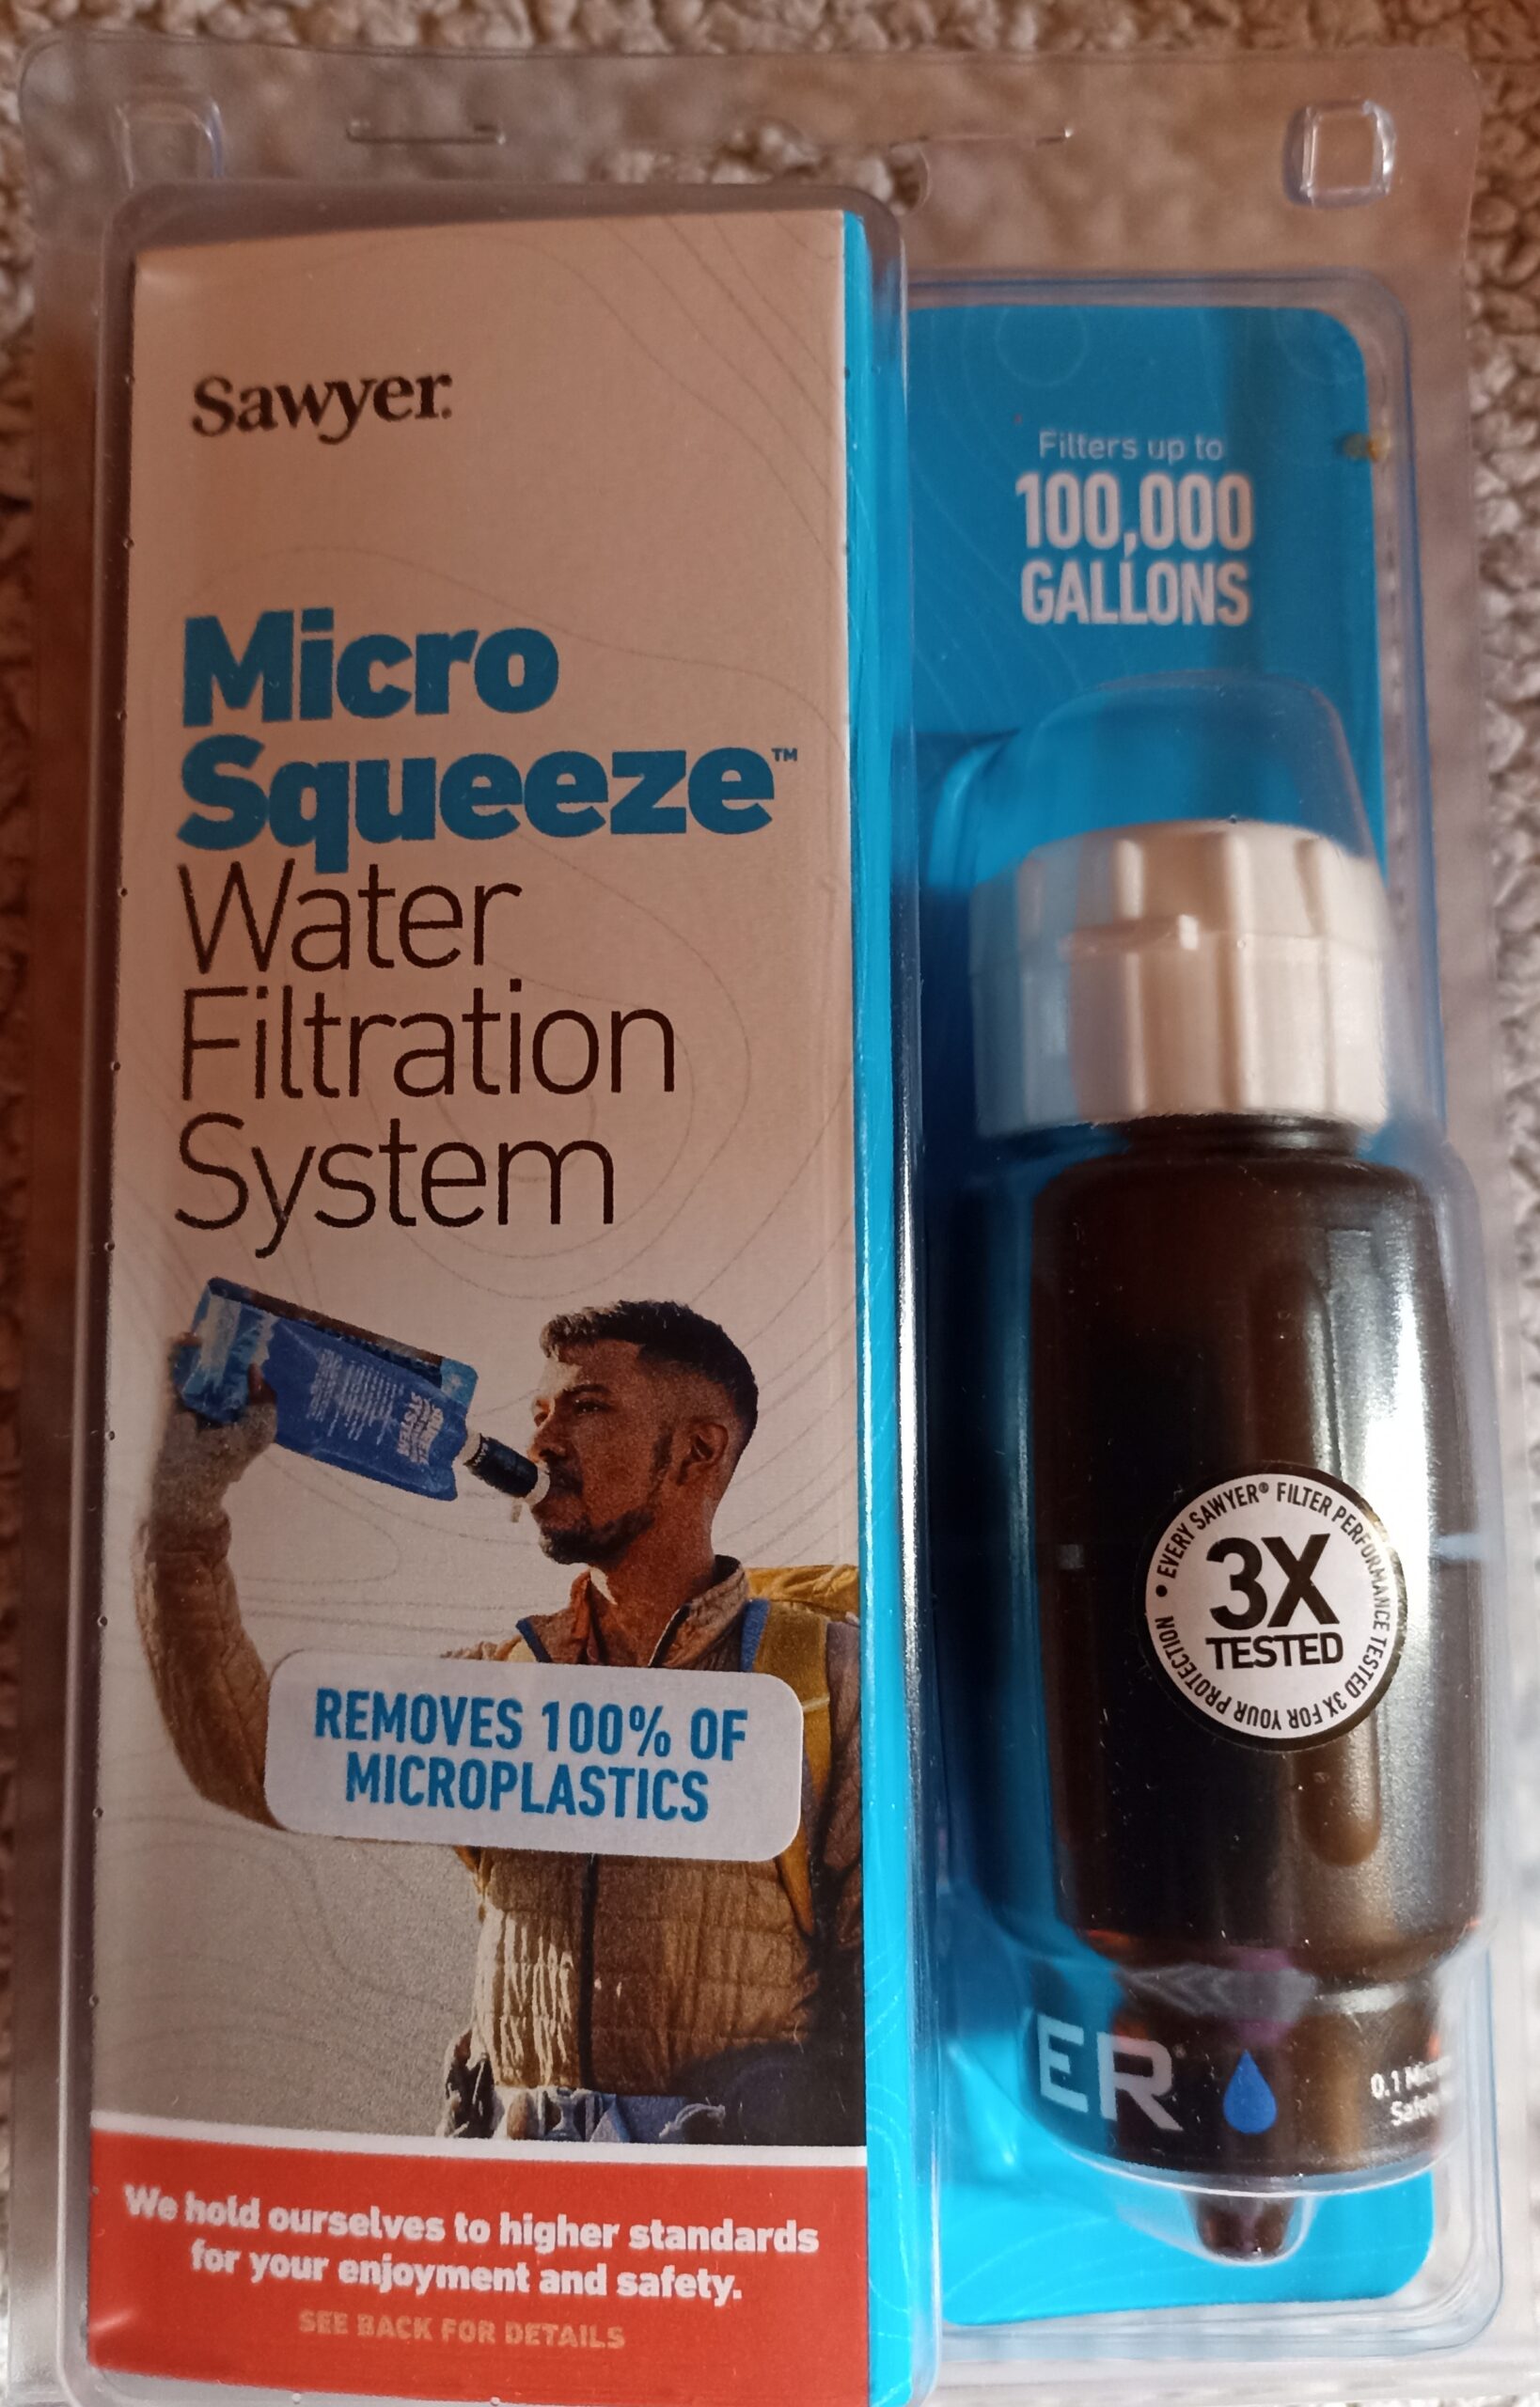 Sawyer®
Micro
Squeeze™
Water
Filtration
System
REMOVES 100% OF
MICROPLASTICS
We hold ourselves to higher standards
for your enjoyment and safety.
SEE BACK FOR DETAILS
Filters up to
100,000
GALLONS
• EVERY SAWYER® FILTER PERFORMANCE TESTED 3X FOR YOUR PROTECTION
3X
TESTED
ER®
0.1